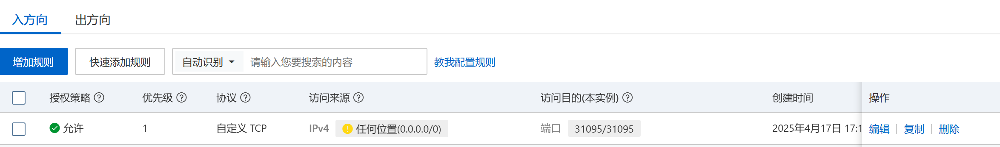 入方向 出方向
增加规则 快速添加规则 自动识别 请输入您要搜索的内容 教我配置规则
授权策略 优先级 协议 访问来源 访问目的(本实例) 创建时间 操作
允许 1 自定义 TCP IPv4 任何位置(0.0.0.0/0) 端口 31095/31095 2025年4月17日 17:1 编辑 复制 删除